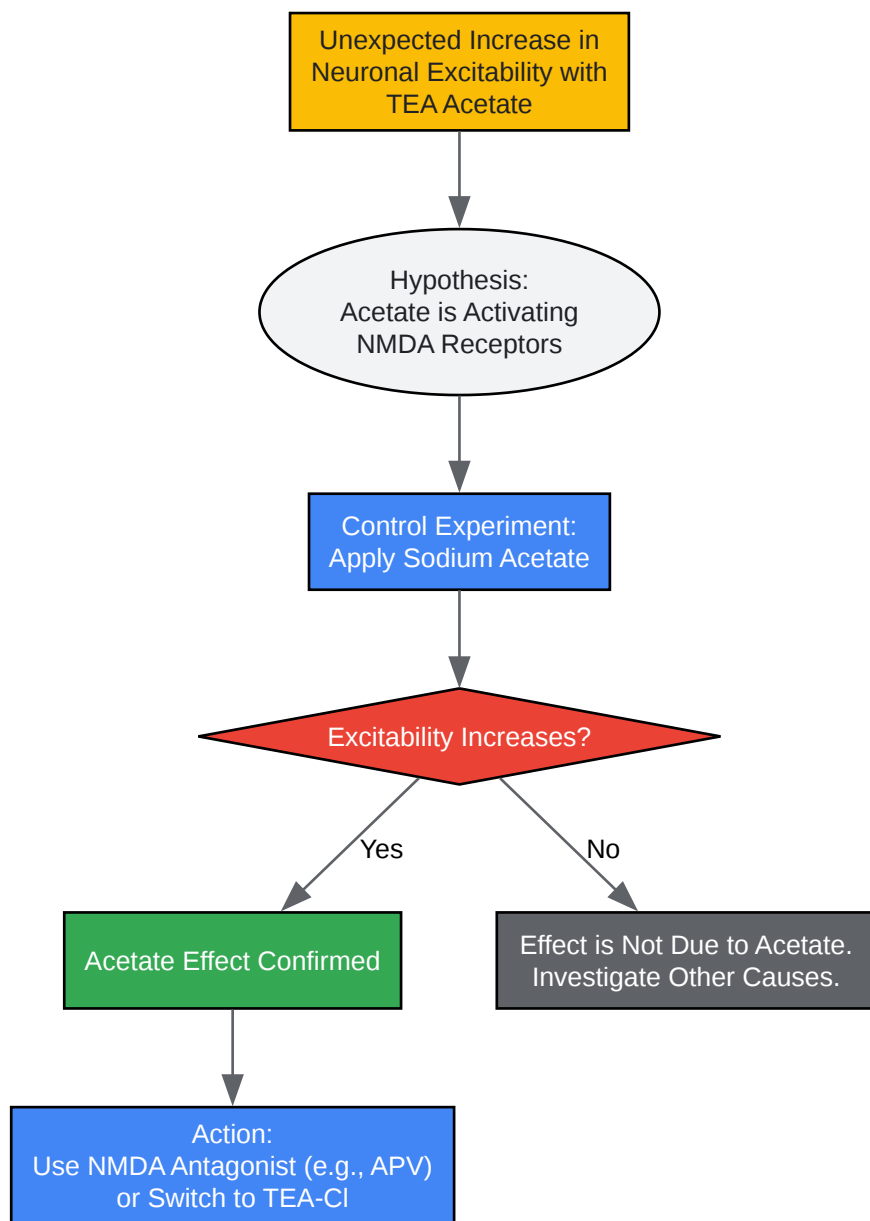 Unexpected Increase in
Neuronal Excitability with
TEA Acetate
Hypothesis:
Acetate is Activating
NMDA Receptors
Control Experiment:
Apply Sodium Acetate
Excitability Increases?
Yes
No
Acetate Effect Confirmed
Effect is Not Due to Acetate.
Investigate Other Causes.
Action:
Use NMDA Antagonist (e.g., APV)
or Switch to TEA-Cl